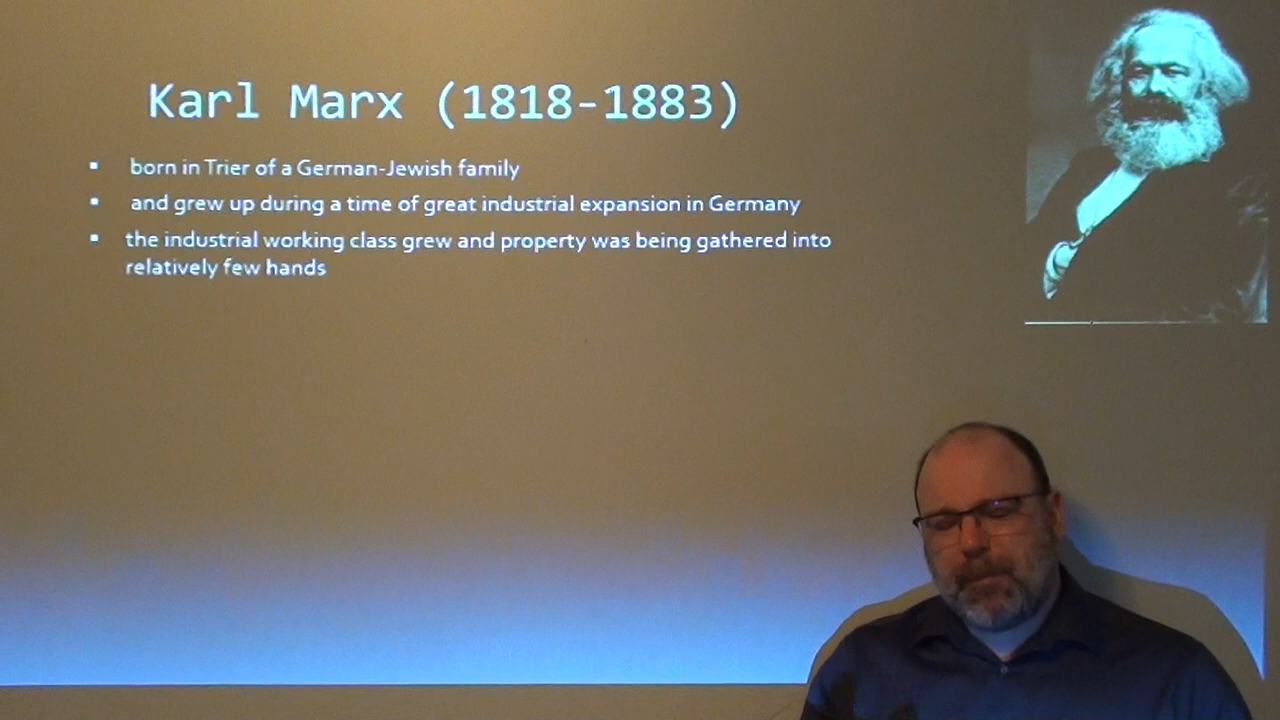 Karl Marx (1818-1883)
▪ born in Trier of a German-Jewish family
▪ and grew up during a time of great industrial expansion in Germany
▪ the industrial working class grew and property was being gathered into
relatively few hands